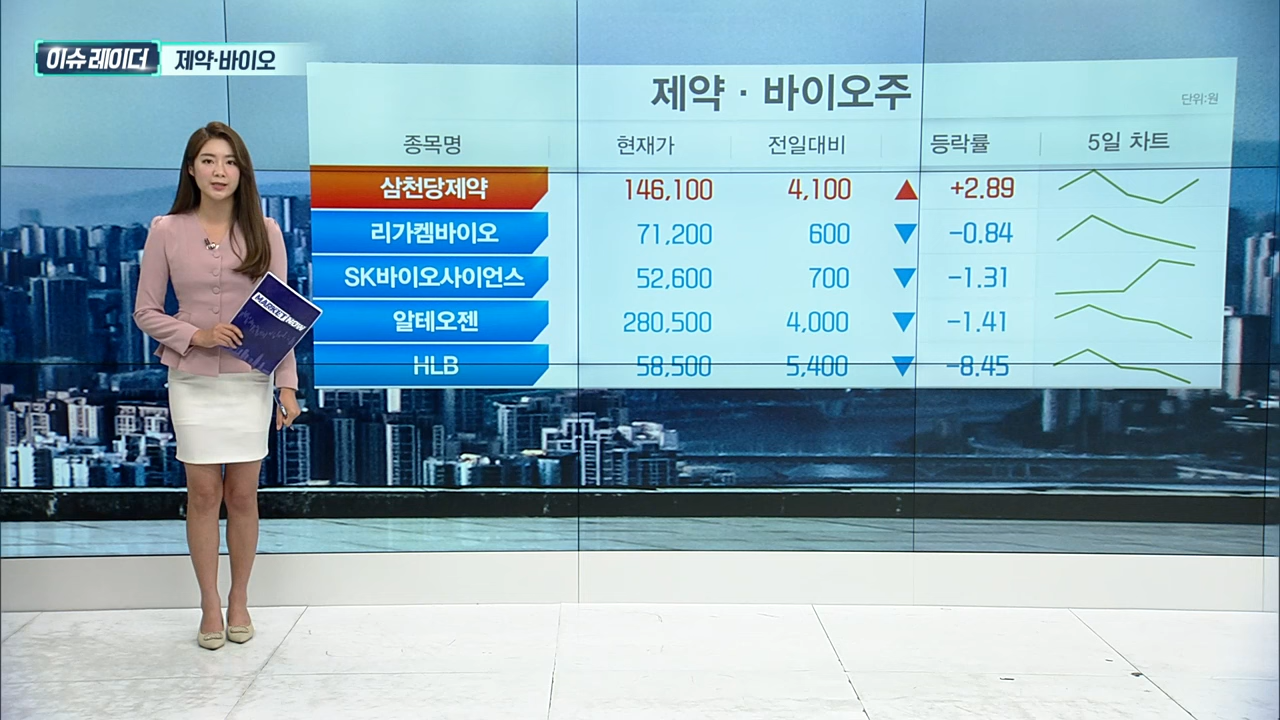 이슈 레이더 제약·바이오
제약 · 바이오주
단위:원
종목명 현재가 전일대비 등락률 5일 차트
삼천당제약 146,100 4,100 ▲ +2.89
리가켐바이오 71,200 600 ▼ -0.84
SK바이오사이언스 52,600 700 ▼ -1.31
알테오젠 280,500 4,000 ▼ -1.41
HLB 58,500 5,400 ▼ -8.45
MARKET NOW